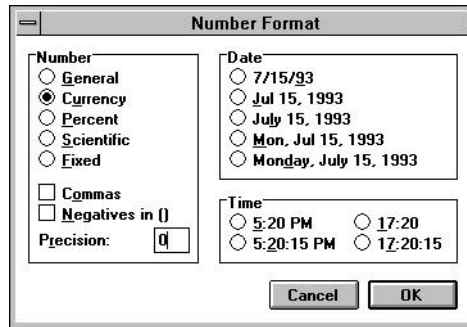 Number Format
Number
General
Currency
Percent
Scientific
Fixed
Commas
Negatives in ()
Precision: 0
Date
7/15/93
Jul 15, 1993
July 15, 1993
Mon, Jul 15, 1993
Monday, July 15, 1993
Time
5:20 PM 17:20
5:20:15 PM 17:20:15
Cancel OK